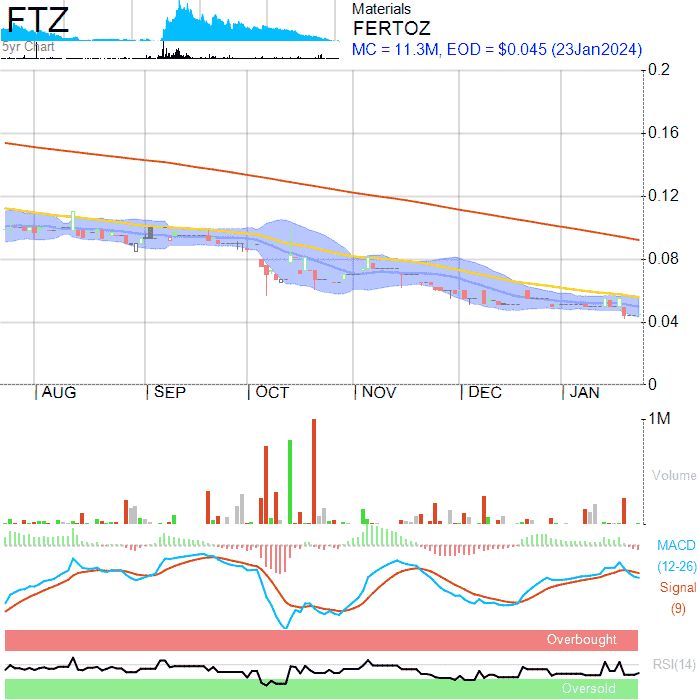 FTZ
5yr Chart
Materials
FERTOZ
MC = 11.3M, EOD = $0.045 (23Jan2024)
0.2
0.16
0.12
0.08
0.04
0
AUG
SEP
OCT
NOV
DEC
JAN
1M
Volume
MACD
(12-26)
Signal
(9)
Overbought
RSI(14)
Oversold